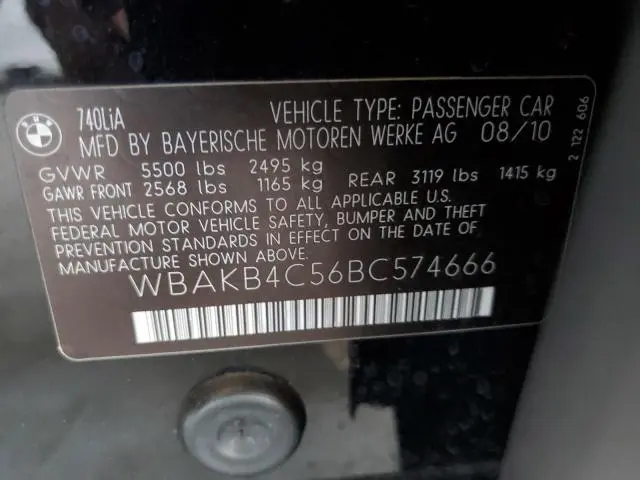 BMW
740LiA VEHICLE TYPE: PASSENGER CAR
MFD BY BAYERISCHE MOTOREN WERKE AG 08/10
GVWR 5500 lbs 2495 kg
GAWR FRONT 2568 lbs 1165 kg REAR 3119 lbs 1415 kg
THIS VEHICLE CONFORMS TO ALL APPLICABLE U.S.
FEDERAL MOTOR VEHICLE SAFETY, BUMPER AND THEFT
PREVENTION STANDARDS IN EFFECT ON THE DATE OF
MANUFACTURE SHOWN ABOVE.
WBAKB4C56BC574666
2 122 606